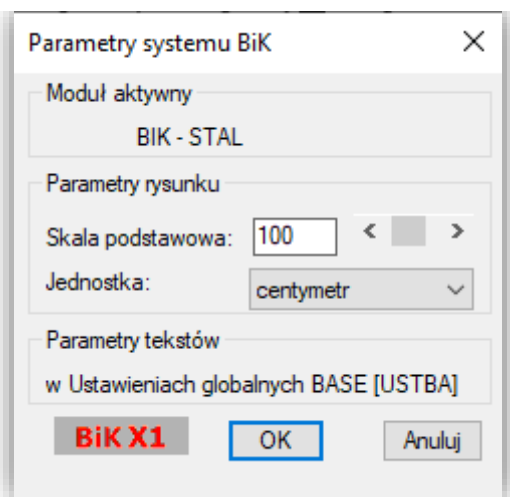 Parametry systemu BiK
Moduł aktywny
BIK - STAL
Parametry rysunku
Skala podstawowa: 100
Jednostka: centymetr
Parametry tekstów
w Ustawieniach globalnych BASE [USTBA]
BiK X1 OK Anuluj